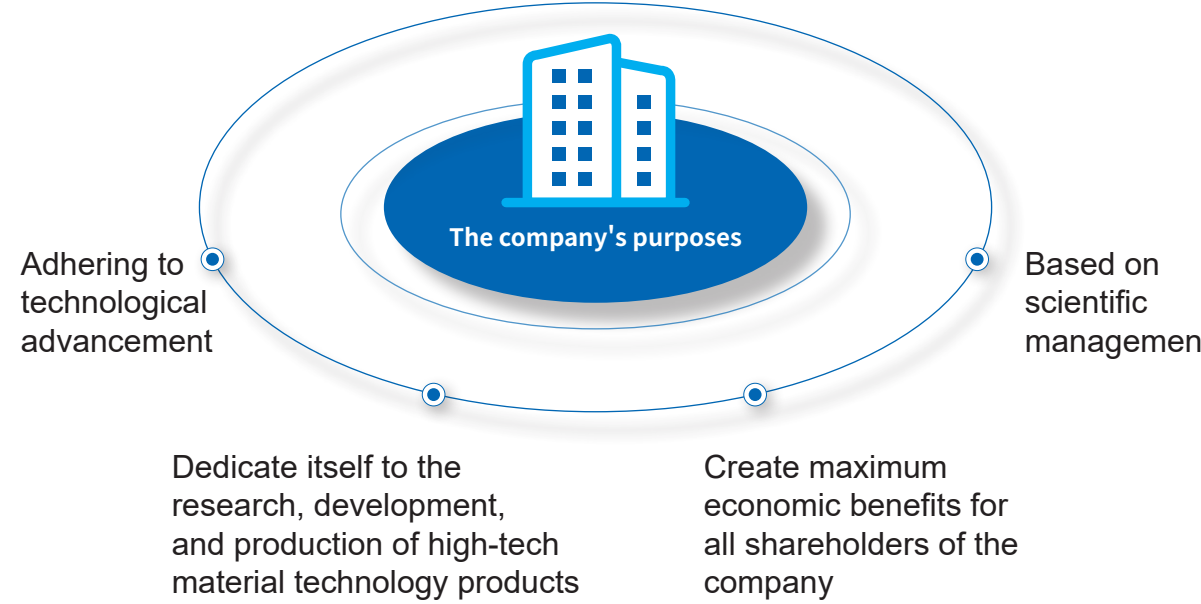 The company's purposes
Adhering to
technological
advancement
Based on
scientific
managemen
Dedicate itself to the
research, development,
and production of high-tech
material technology products
Create maximum
economic benefits for
all shareholders of the
company